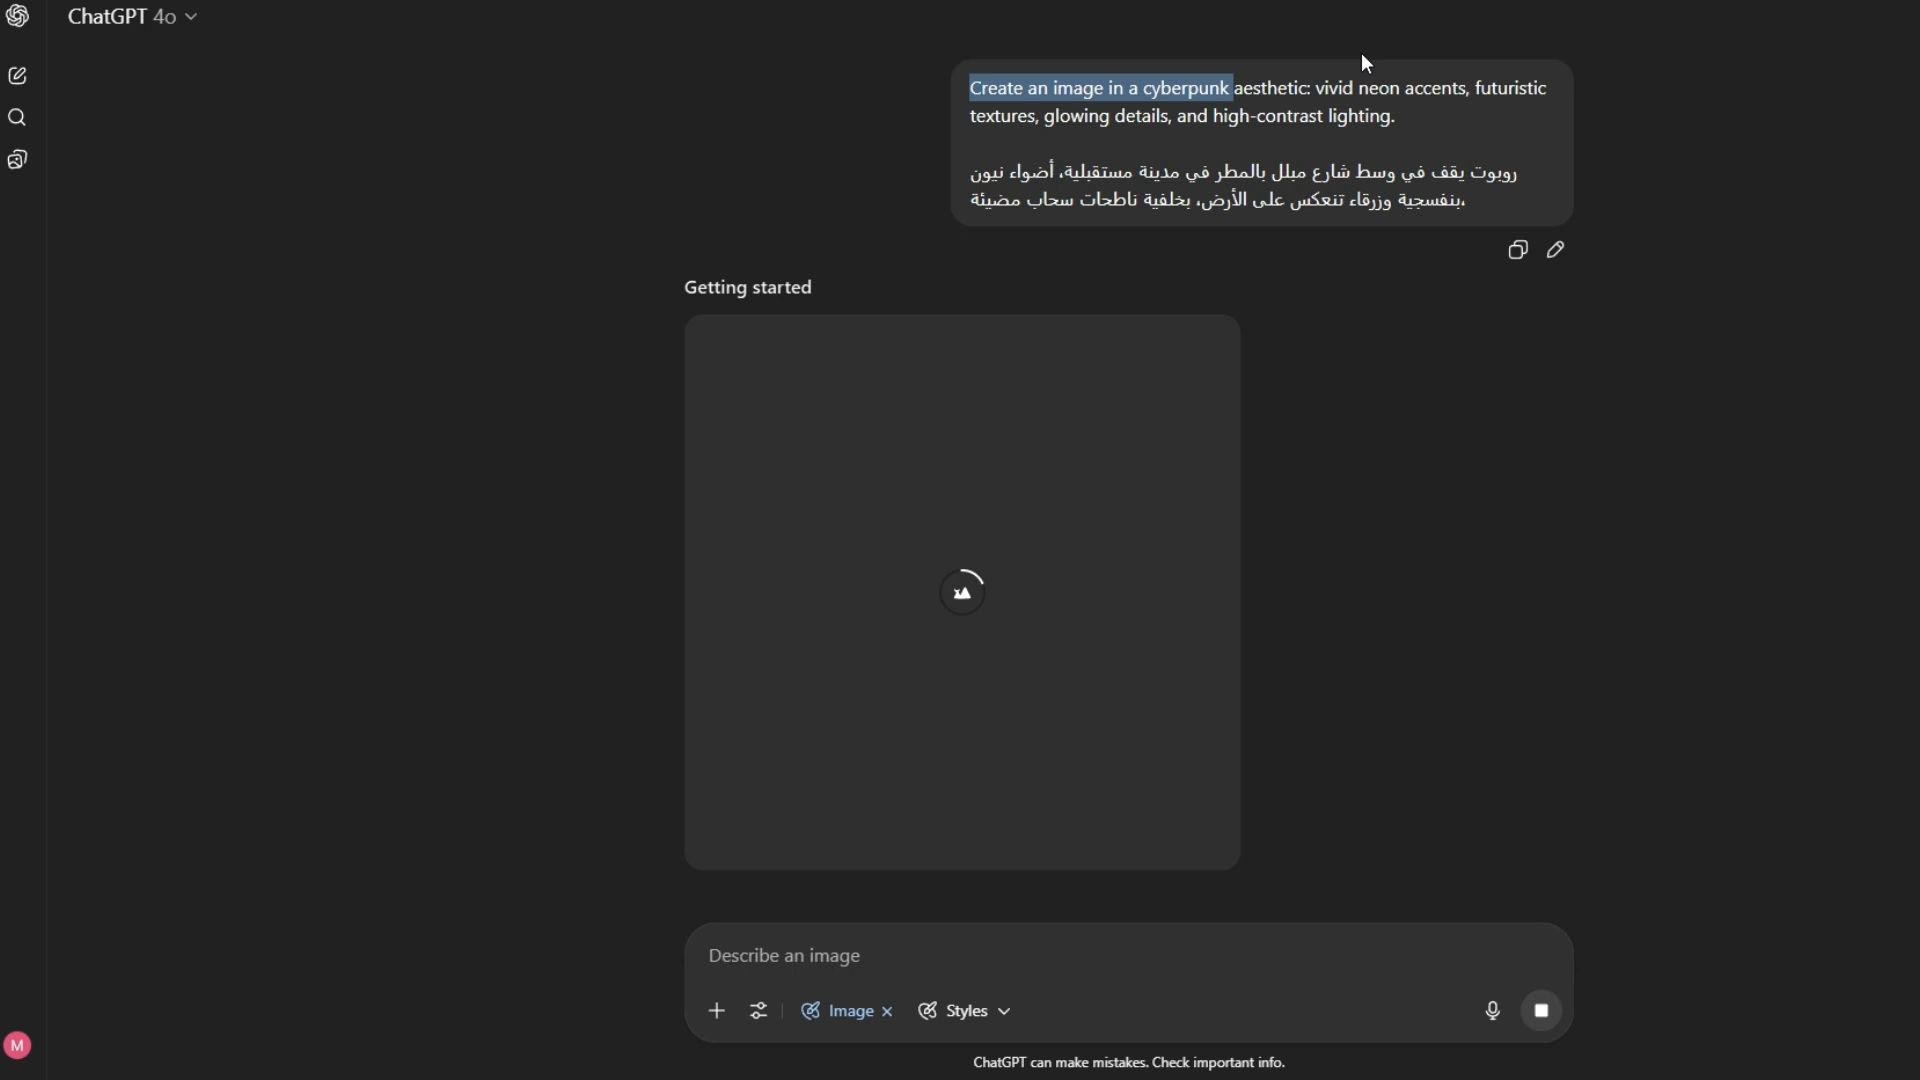 ChatGPT 4o
Create an image in a cyberpunk aesthetic: vivid neon accents, futuristic
textures, glowing details, and high-contrast lighting.
روبوت يقف في وسط شارع مبلل بالمطر في مدينة مستقبلية، أضواء نيون
بنفسجية وزرقاء تنعكس على الأرض، بخلفية ناطحات سحاب مضيئة،
Getting started
Describe an image
Image
Styles
M
ChatGPT can make mistakes. Check important info.